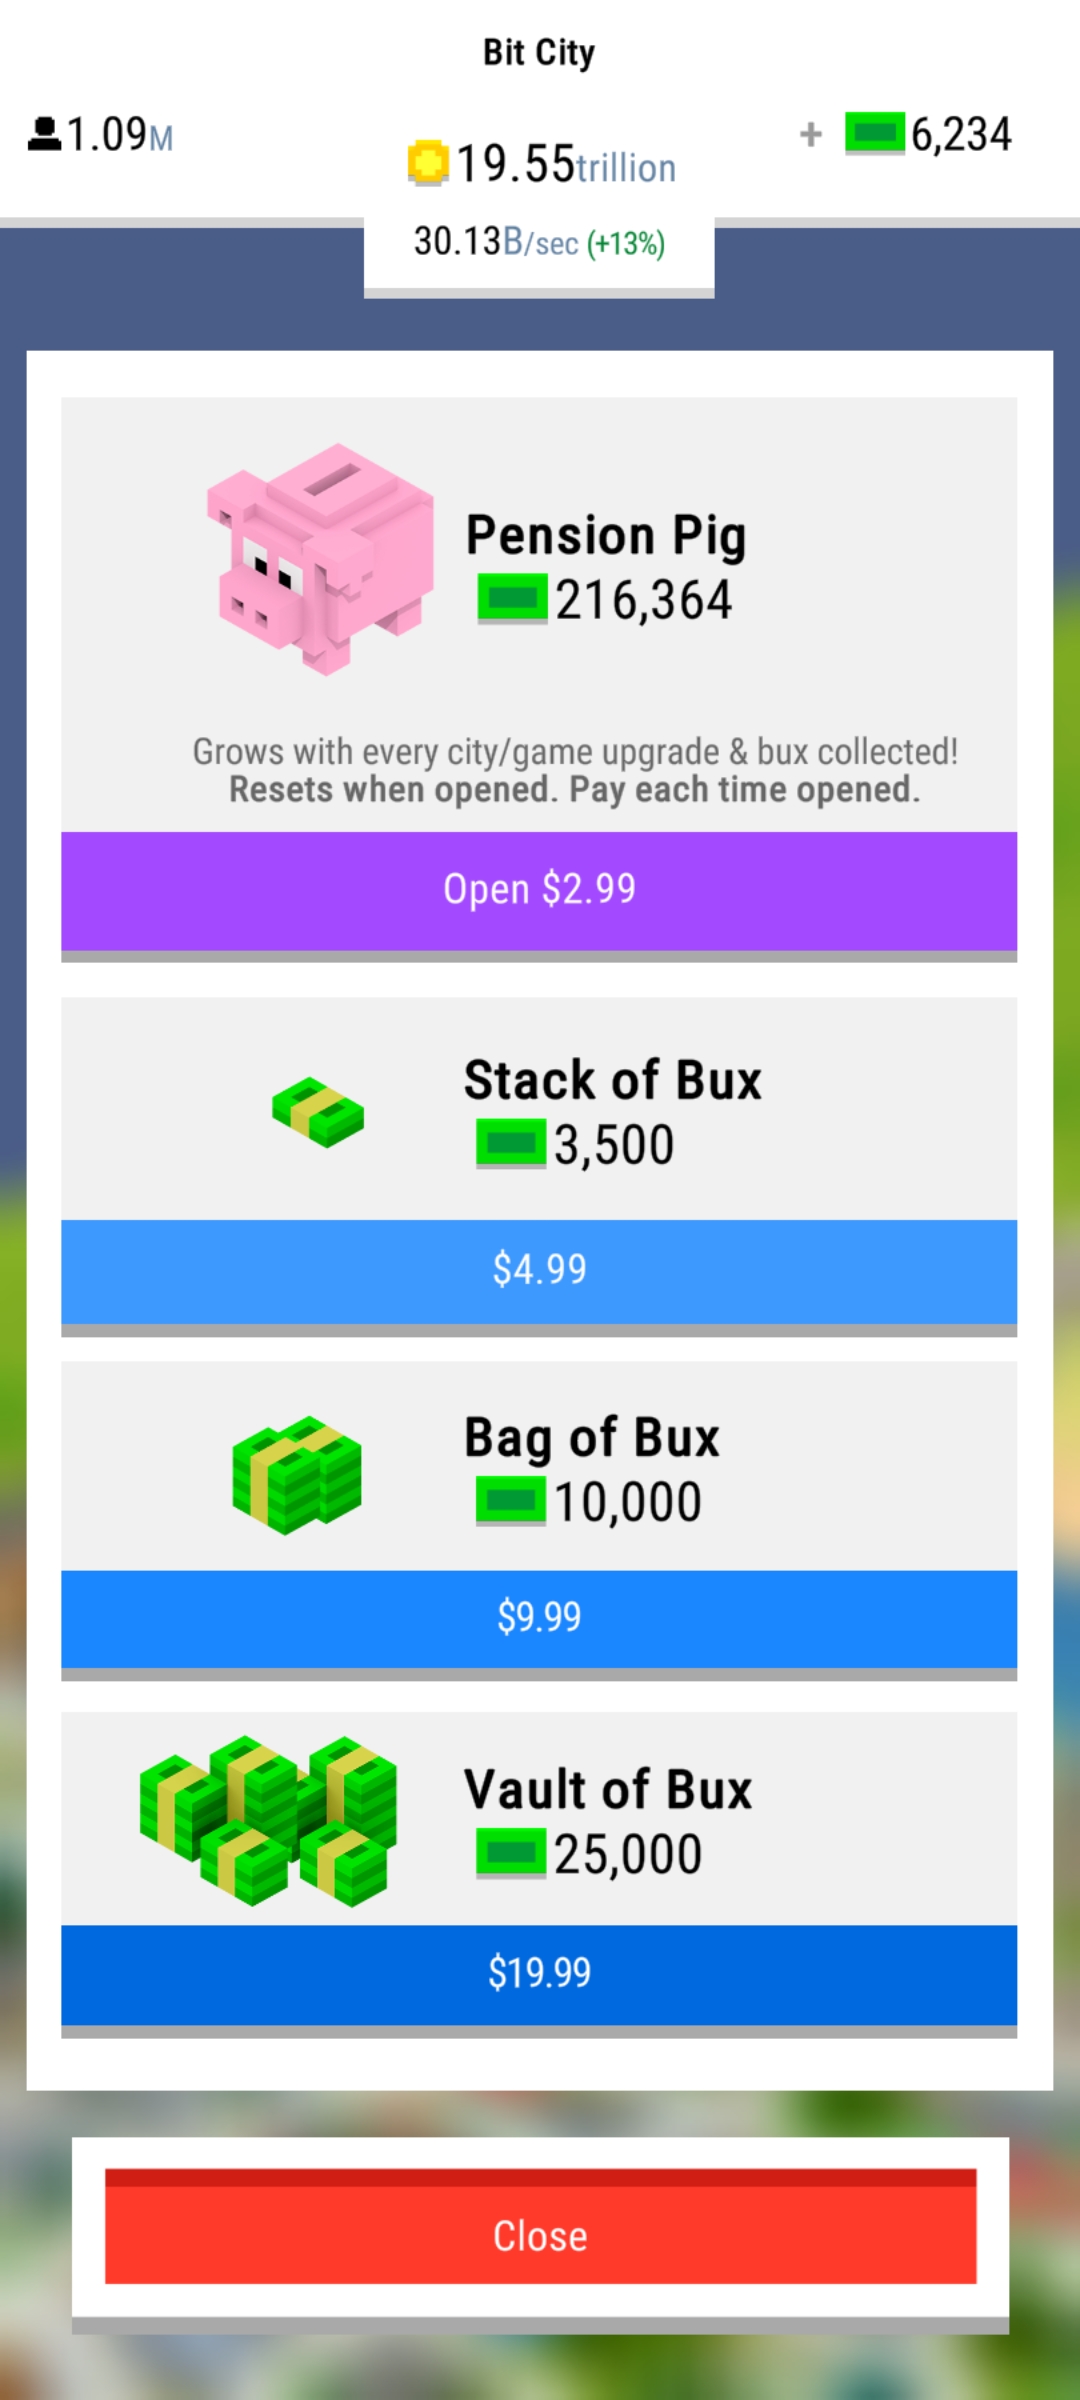 Bit City
1.09M
19.55trillion
+ 6,234
30.13B/sec (+13%)
Pension Pig
216,364
Grows with every city/game upgrade & bux collected!
Resets when opened. Pay each time opened.
Open $2.99
Stack of Bux
3,500
$4.99
Bag of Bux
10,000
$9.99
Vault of Bux
25,000
$19.99
Close